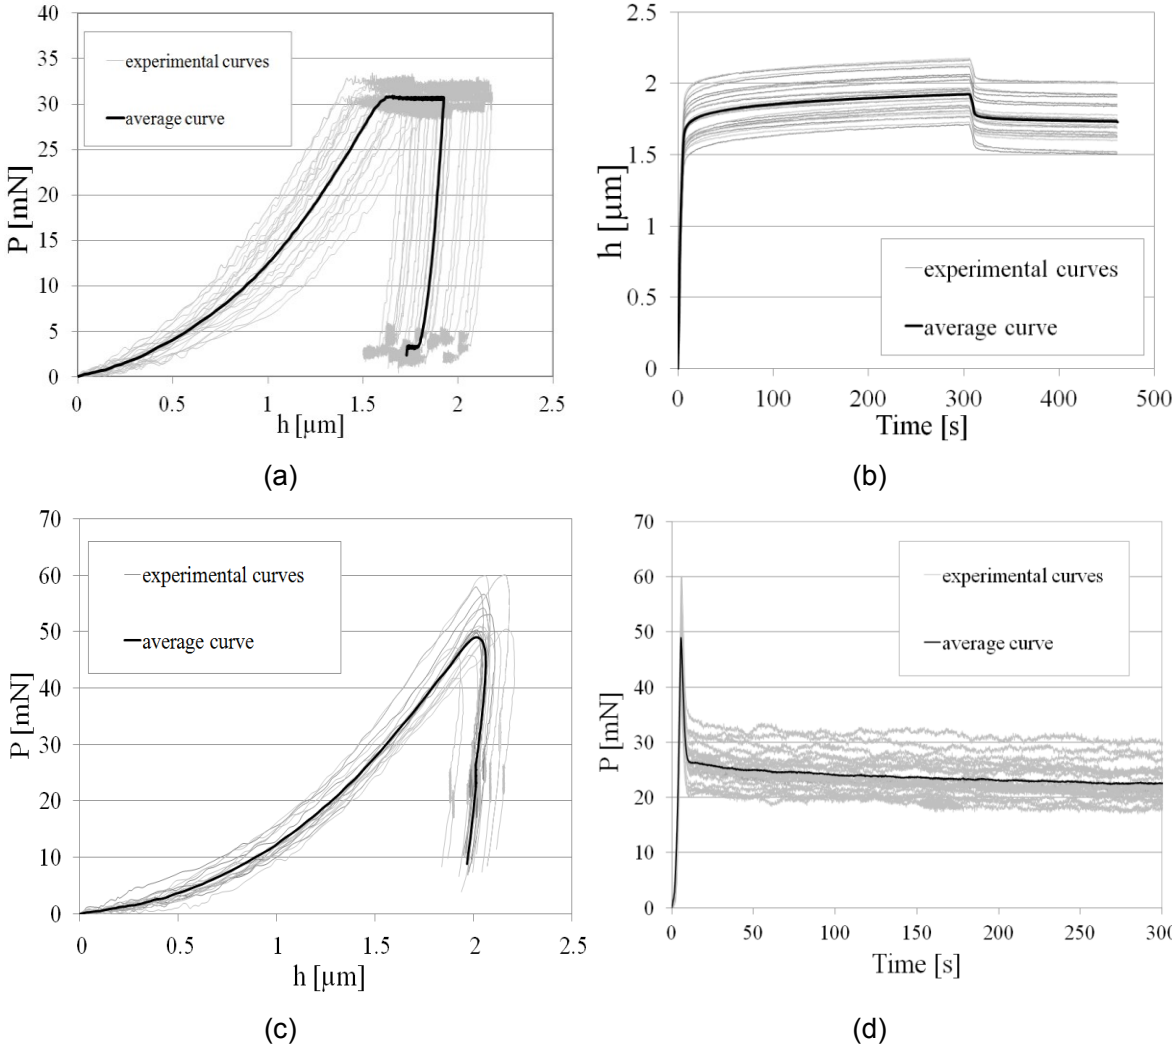 40
35
30
25
20
15
10
5
0
P [mN]
experimental curves
average curve
0 0.5 1 1.5 2 2.5
h [µm]
(a)
2.5
2
1.5
1
0.5
0
h [µm]
experimental curves
average curve
0 100 200 300 400 500
Time [s]
(b)
70
60
50
40
30
20
10
0
P [mN]
experimental curves
average curve
0 0.5 1 1.5 2 2.5
h [µm]
(c)
70
60
50
40
30
20
10
0
P [mN]
experimental curves
average curve
0 50 100 150 200 250 300
Time [s]
(d)